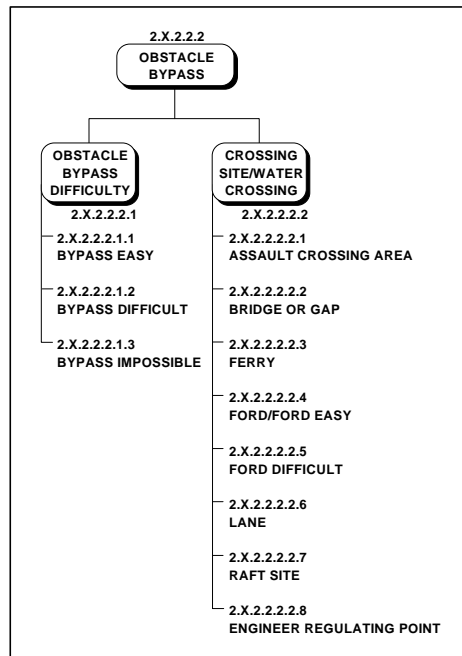 2.X.2.2.2
OBSTACLE
BYPASS
OBSTACLE
BYPASS
DIFFICULTY
2.X.2.2.2.1
2.X.2.2.2.1.1
BYPASS EASY
2.X.2.2.2.1.2
BYPASS DIFFICULT
2.X.2.2.2.1.3
BYPASS IMPOSSIBLE
CROSSING
SITE/WATER
CROSSING
2.X.2.2.2.2
2.X.2.2.2.2.1
ASSAULT CROSSING AREA
2.X.2.2.2.2.2
BRIDGE OR GAP
2.X.2.2.2.2.3
FERRY
2.X.2.2.2.2.4
FORD/FORD EASY
2.X.2.2.2.2.5
FORD DIFFICULT
2.X.2.2.2.2.6
LANE
2.X.2.2.2.2.7
RAFT SITE
2.X.2.2.2.2.8
ENGINEER REGULATING POINT